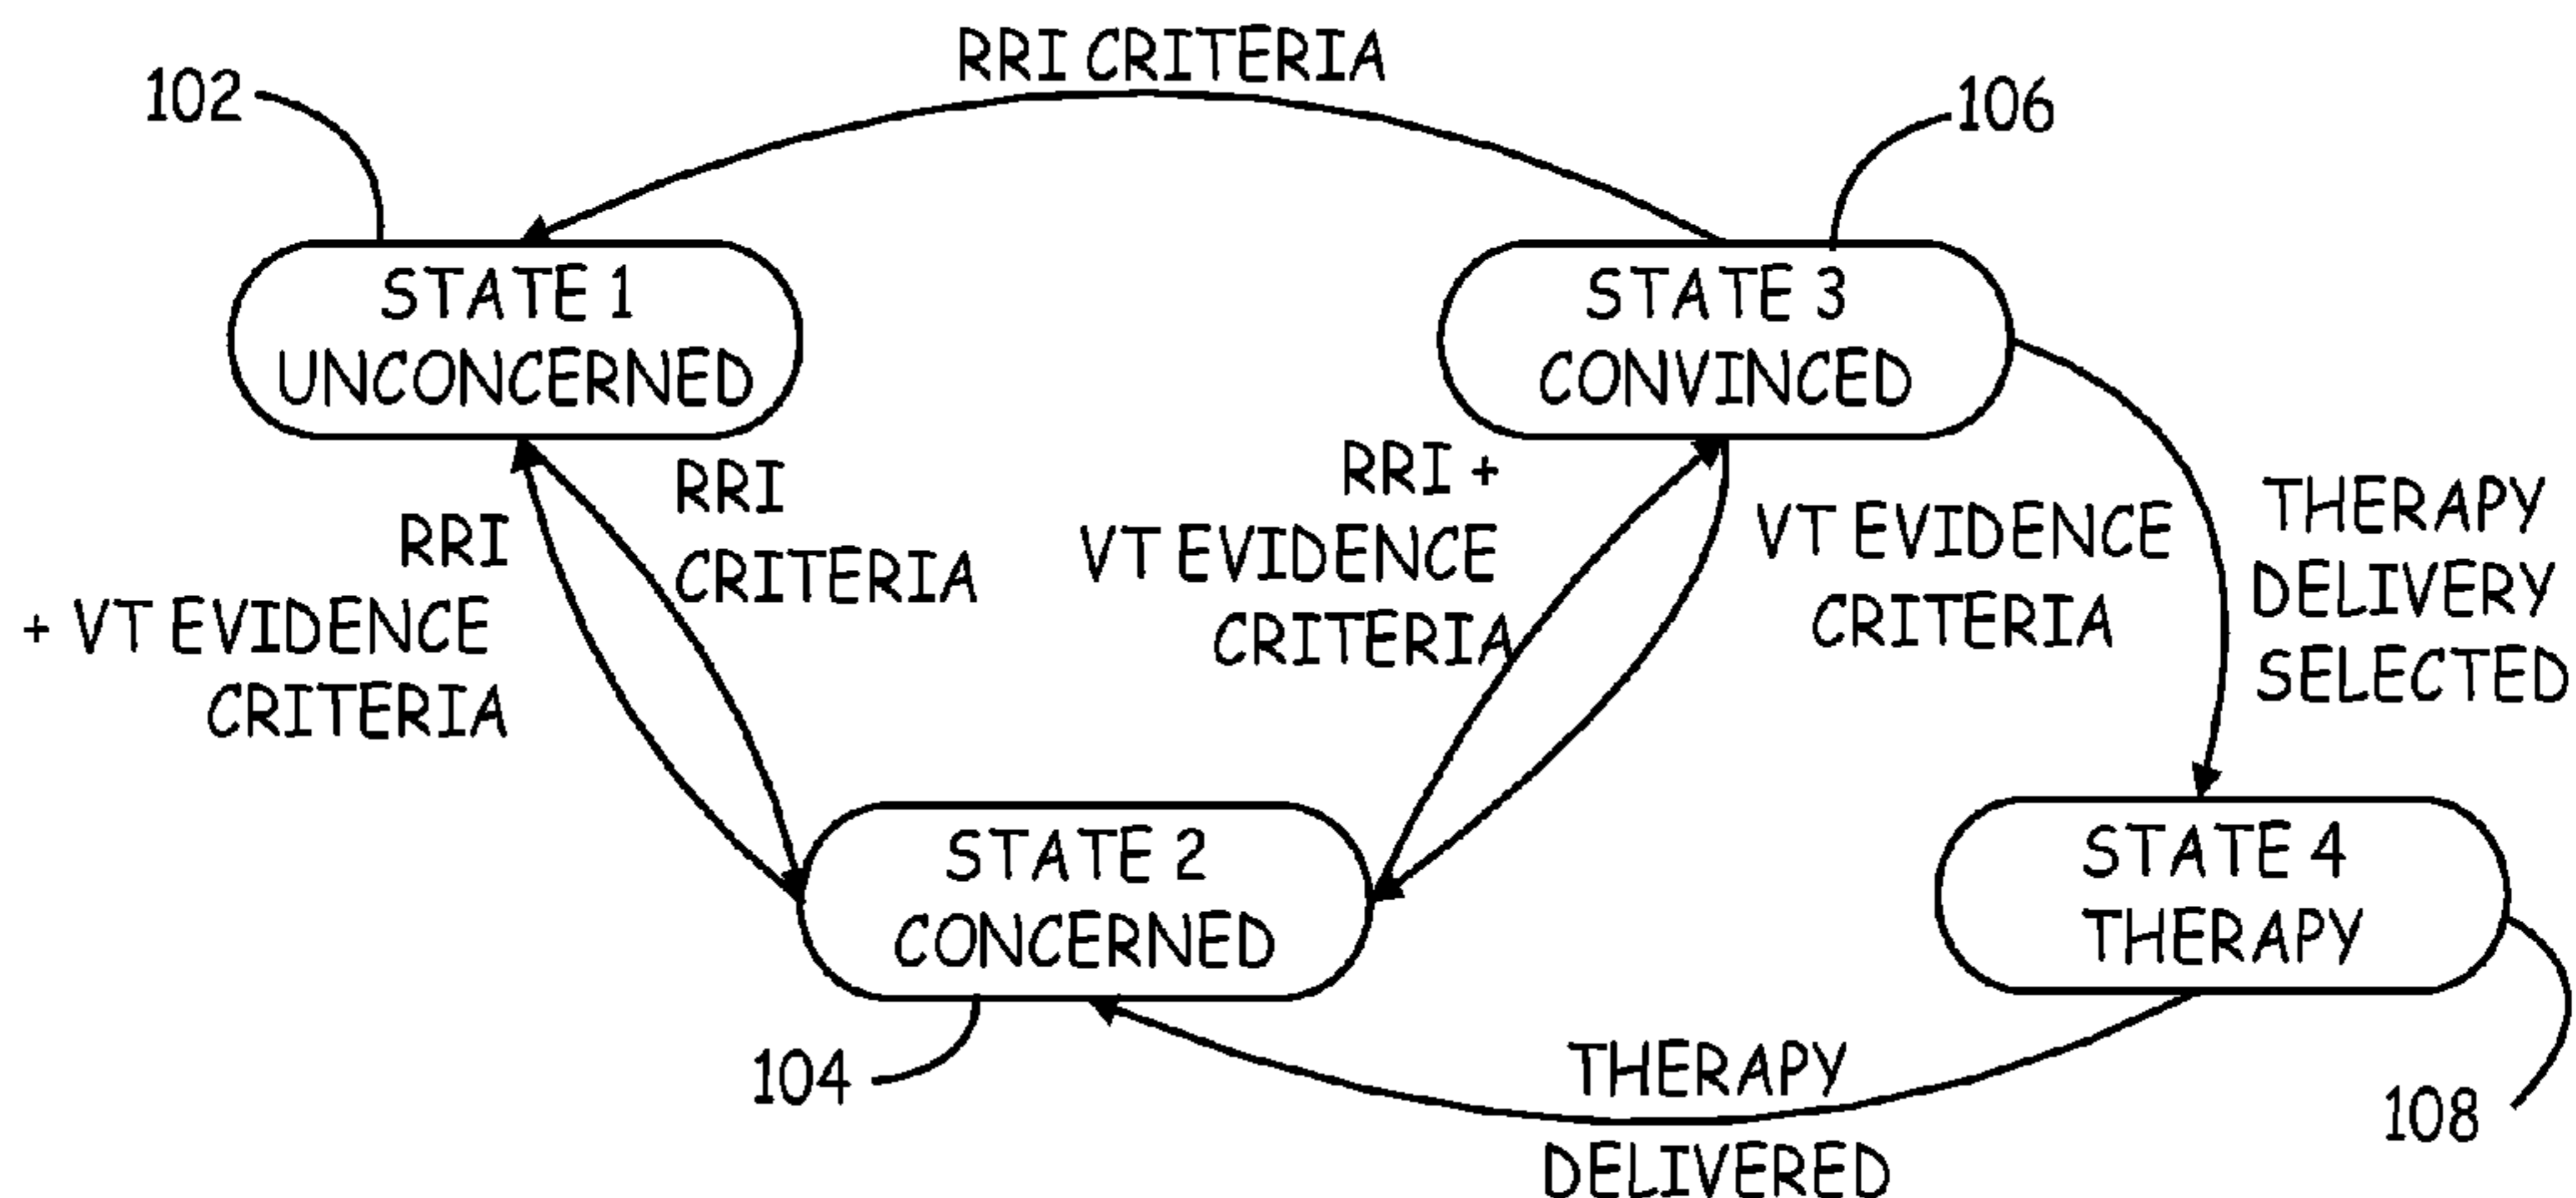 RRI CRITERIA
102
106
STATE 1
UNCONCERNED
STATE 3
CONVINCED
RRI
+ VT EVIDENCE
CRITERIA
RRI
CRITERIA
RRI +
VT EVIDENCE
CRITERIA
VT EVIDENCE
CRITERIA
THERAPY
DELIVERY
SELECTED
STATE 2
CONCERNED
STATE 4
THERAPY
104
THERAPY
DELIVERED
108